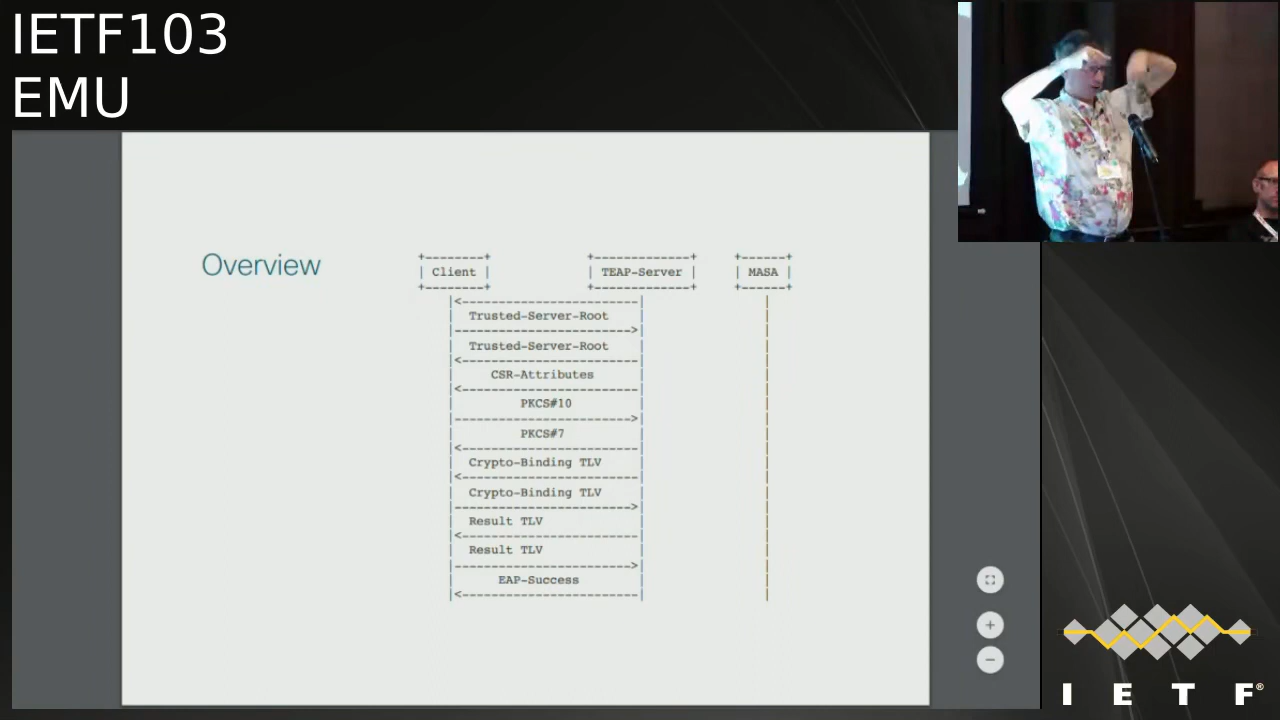 IETF103
EMU
Overview
+--------+ +-------------+ +------+
| Client | | TEAP-Server | | MASA |
+--------+ +-------------+ +------+
|<------------------------| |
| Trusted-Server-Root | |
|------------------------>| |
| Trusted-Server-Root | |
|<------------------------| |
| CSR-Attributes | |
|<------------------------| |
| PKCS#10 | |
|------------------------>| |
| PKCS#7 | |
|<------------------------| |
| Crypto-Binding TLV | |
|<------------------------| |
| Crypto-Binding TLV | |
|------------------------>| |
| Result TLV | |
|<------------------------| |
| Result TLV | |
|------------------------>| |
| EAP-Success | |
|<------------------------| |
I E T F®